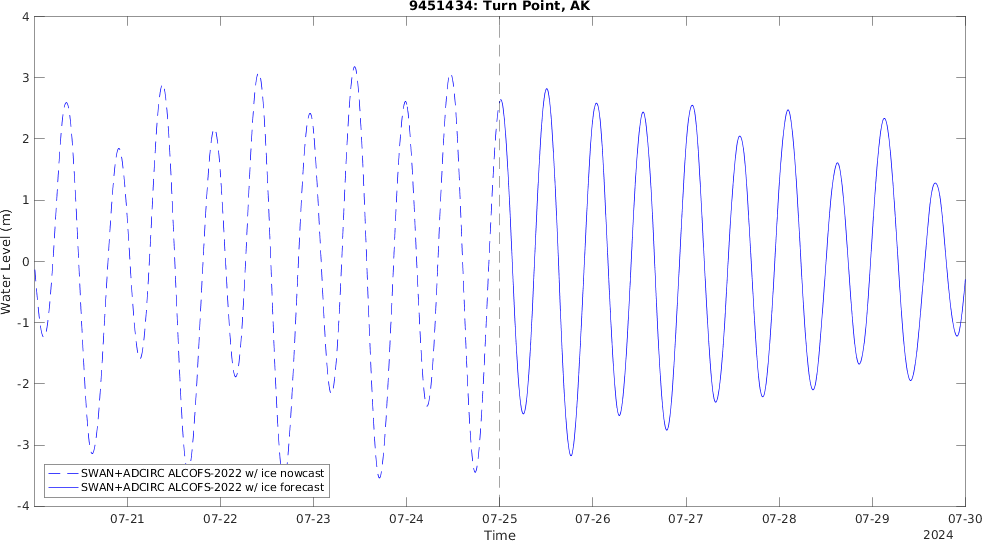 9451434: Turn Point, AK
4
3
2
1
0
-1
-2
-3
-4
Water Level (m)
SWAN+ADCIRC ALCOFS-2022 w/ ice nowcast
SWAN+ADCIRC ALCOFS-2022 w/ ice forecast
07-21 07-22 07-23 07-24 07-25 07-26 07-27 07-28 07-29 07-30
Time
2024